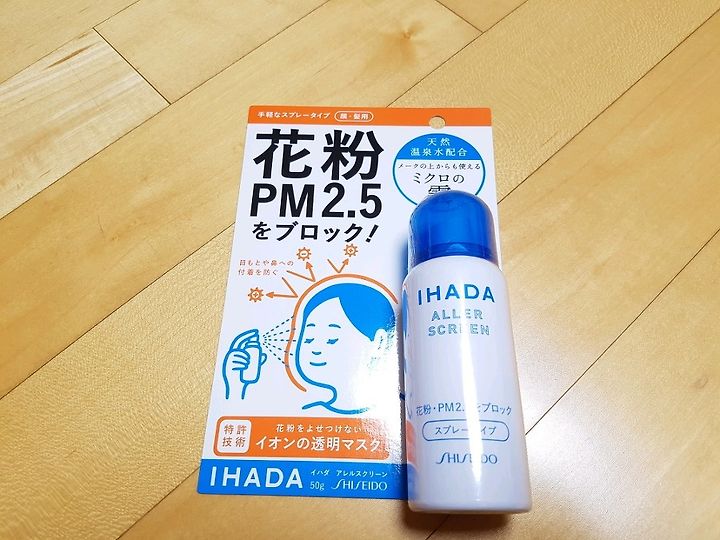 手軽なスプレータイプ 顔・髪用
花粉
PM2.5
をブロック!
天然
温泉水配合
メークの上からも使える
ミクロの
目もとや鼻への
付着を防ぐ
特許
技術
花粉をよせつけない
イオンの透明マスク
IHADA イハダ アレルスクリーン
50g SHISEIDO
IHADA
ALLER
SCREEN
花粉・PM2.5をブロック
スプレータイプ
SHISEIDO